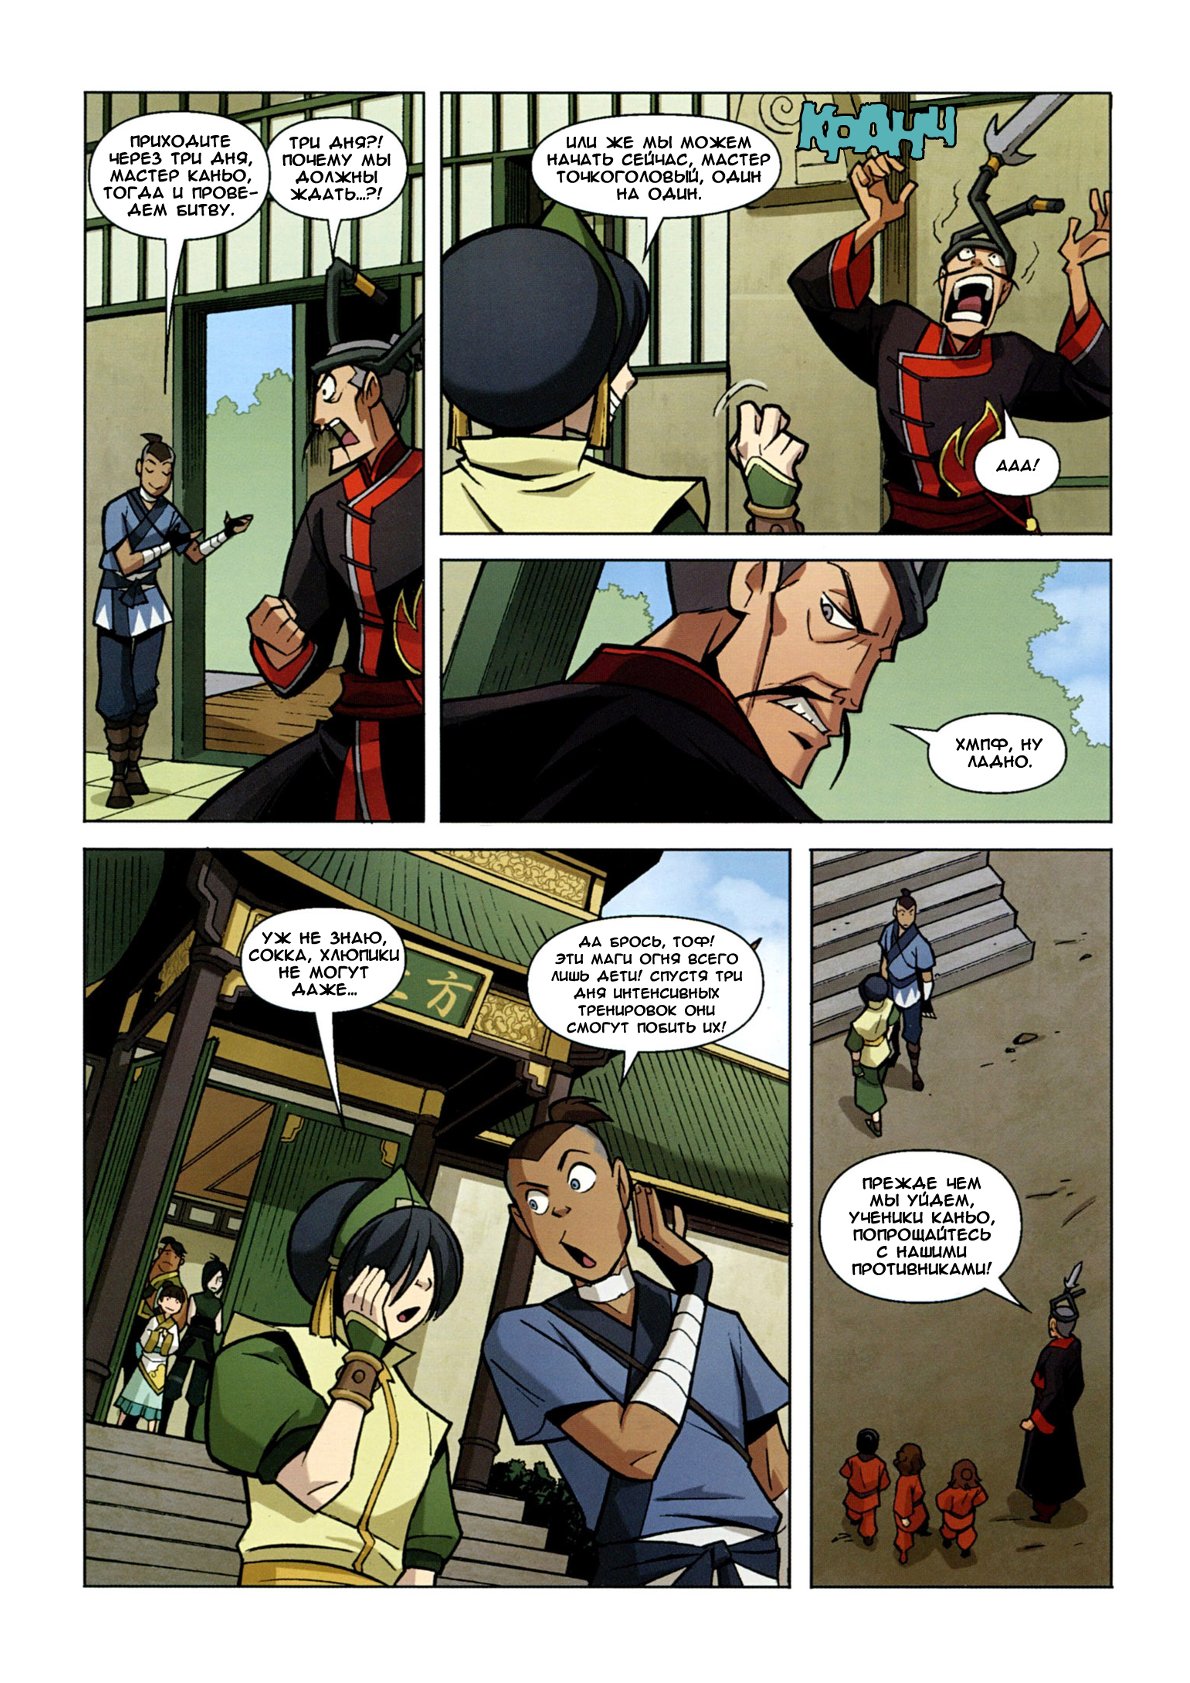 ПРИХОДИТЕ
ЧЕРЕЗ ТРИ ДНЯ,
МАСТЕР КАНЬО,
ТОГДА И ПРОВЕ-
ДЕМ БИТВУ.
ТРИ ДНЯ?!
ПОЧЕМУ МЫ
ДОЛЖНЫ
ЖДАТЬ...?!
ИЛИ ЖЕ МЫ МОЖЕМ
НАЧАТЬ СЕЙЧАС, МАСТЕР
ТОЧКОГОЛОВЫЙ, ОДИН
НА ОДИН.
КРАНЧ
ААА!
ХМПФ, НУ
ЛАДНО.
УЖ НЕ ЗНАЮ,
СОККА, ХЛЮПИКИ
НЕ МОГУТ
ДАЖЕ...
ДА БРОСЬ, ТОФ!
ЭТИ МАГИ ОГНЯ ВСЕГО
ЛИШЬ ДЕТИ! СПУСТЯ ТРИ
ДНЯ ИНТЕНСИВНЫХ
ТРЕНИРОВОК ОНИ
СМОГУТ ПОБИТЬ ИХ!
方
ПРЕЖДЕ ЧЕМ
МЫ УЙДЕМ,
УЧЕНИКИ КАНЬО,
ПОПРОЩАЙТЕСЬ
С НАШИМИ
ПРОТИВНИКАМИ!